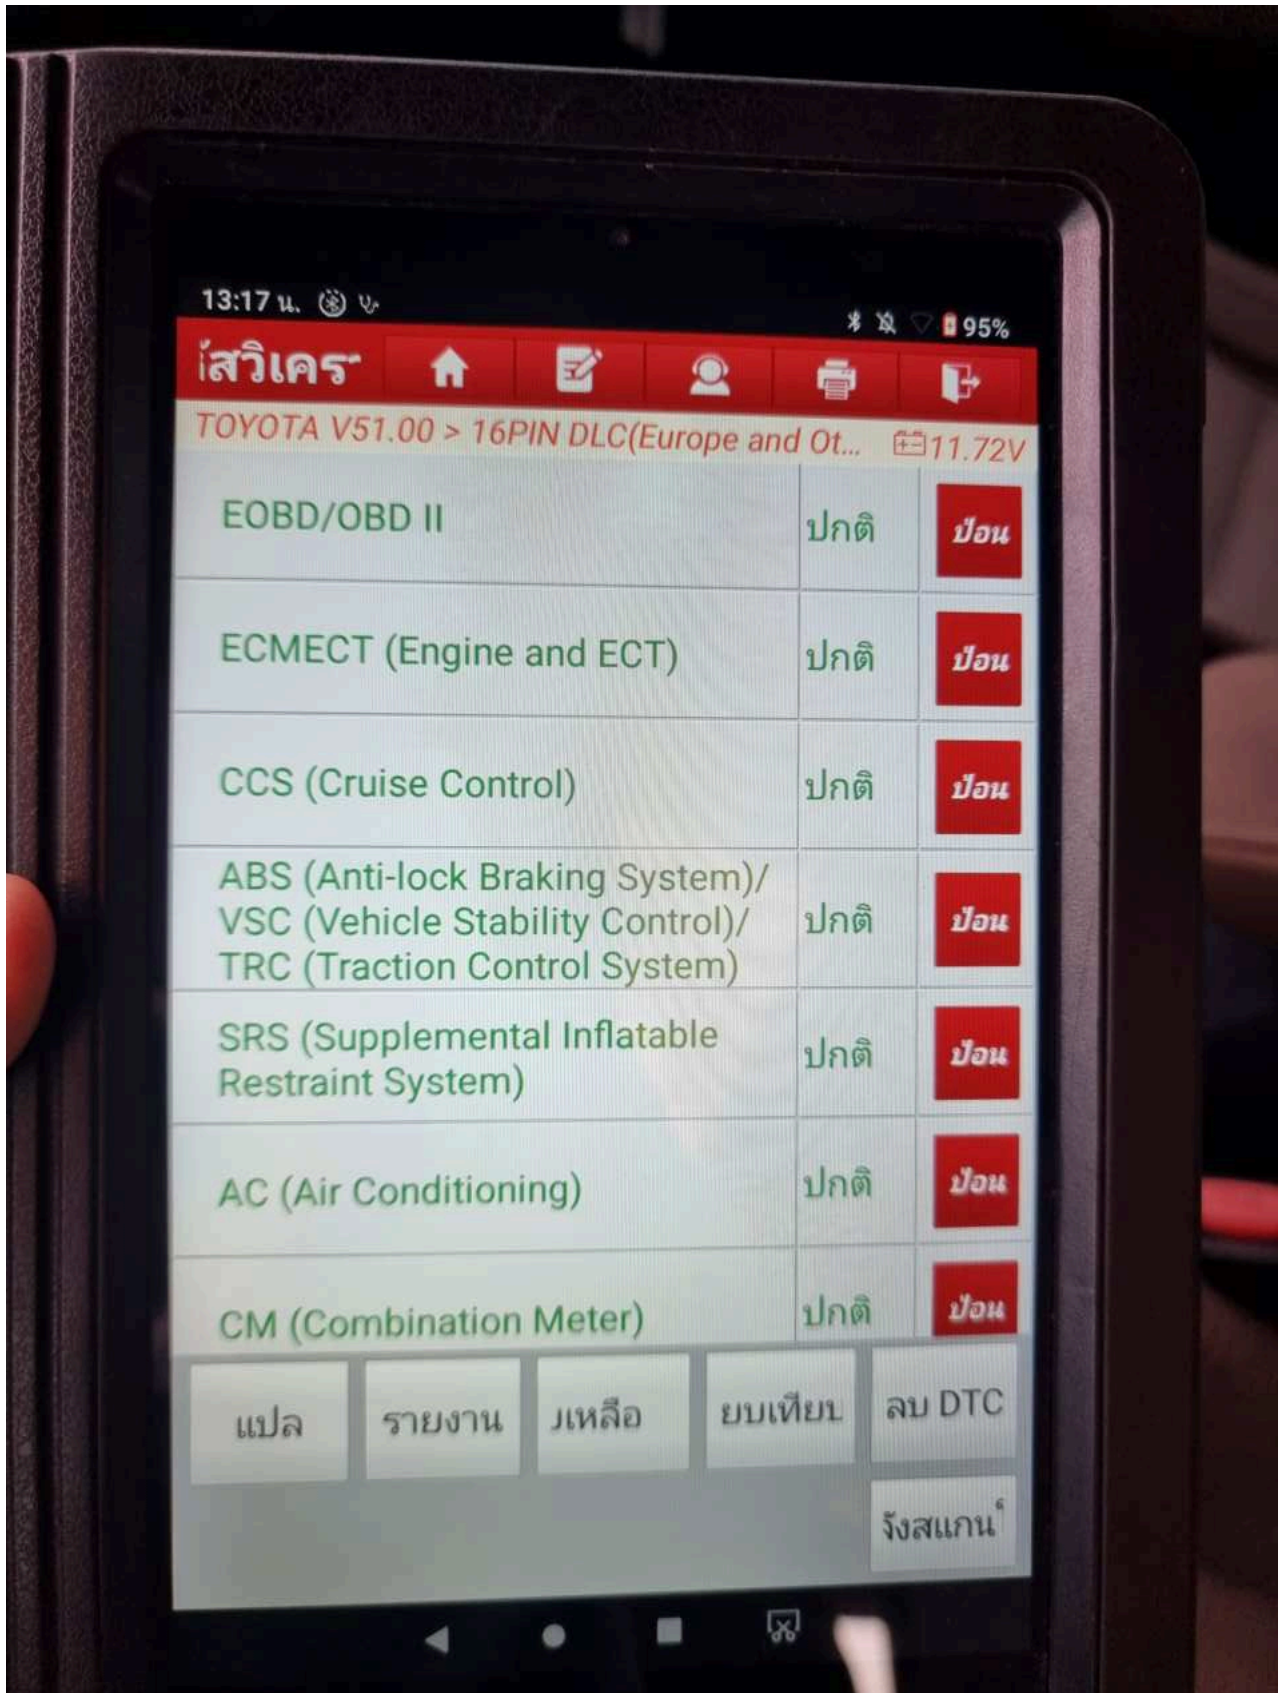 13:17 น.
95%
ัสวิเคร
TOYOTA V51.00 > 16PIN DLC(Europe and Ot... 11.72V
EOBD/OBD II ปกติ ป้อน
ECMECT (Engine and ECT) ปกติ ป้อน
CCS (Cruise Control) ปกติ ป้อน
ABS (Anti-lock Braking System)/
VSC (Vehicle Stability Control)/ ปกติ ป้อน
TRC (Traction Control System)
SRS (Supplemental Inflatable
Restraint System) ปกติ ป้อน
AC (Air Conditioning) ปกติ ป้อน
CM (Combination Meter) ปกติ ป้อน
แปล รายงาน มเหลือ ยบเทียบ ลบ DTC
ังสแกน